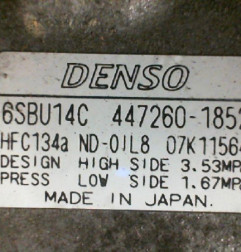 DENSO
6SBU14C 447260-1852
HFC134a ND-OIL8 07K11564
DESIGN HIGH SIDE 3.53MP
PRESS LOW SIDE 1.67MP
MADE IN JAPAN.